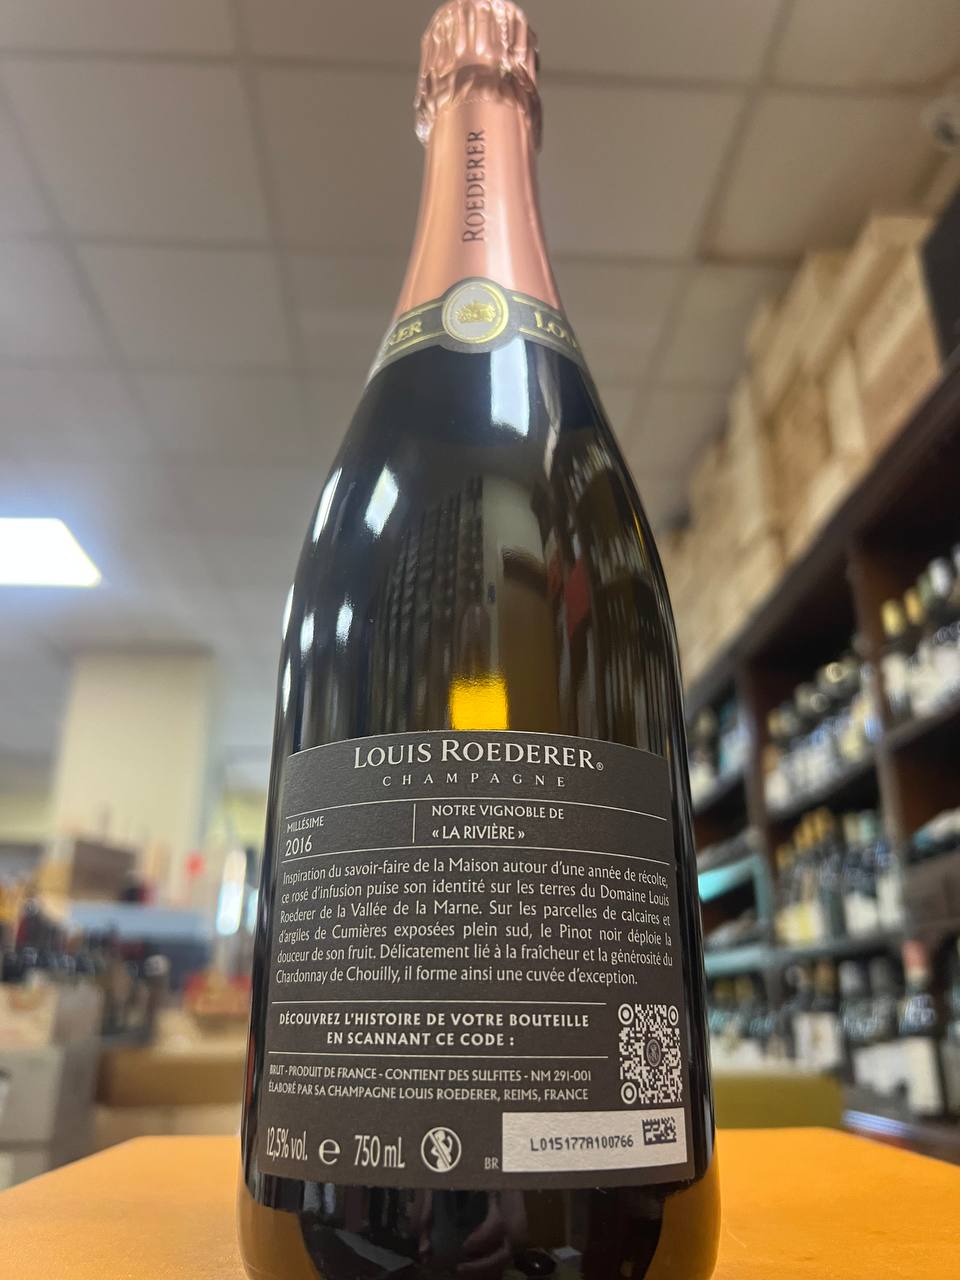 ROEDERER
RER
LOU
LOUIS ROEDERER®
CHAMPAGNE
MILLÉSIME
2016
NOTRE VIGNOBLE DE
« LA RIVIÈRE »
Inspiration du savoir-faire de la Maison autour d'une année de récolte,
ce rosé d'infusion puise son identité sur les terres du Domaine Louis
Roederer de la Vallée de la Marne. Sur les parcelles de calcaires et
d'argiles de Cumières exposées plein sud, le Pinot noir déploie la
douceur de son fruit. Délicatement lié à la fraîcheur et la générosité du
Chardonnay de Chouilly, il forme ainsi une cuvée d'exception.
DÉCOUVREZ L'HISTOIRE DE VOTRE BOUTEILLE
EN SCANNANT CE CODE :
BRUT - PRODUIT DE FRANCE - CONTIENT DES SULFITES - NM 291-001
ÉLABORÉ PAR SA CHAMPAGNE LOUIS ROEDERER, REIMS, FRANCE
12,5% vol. e 750 mL
BR
L015177A100766